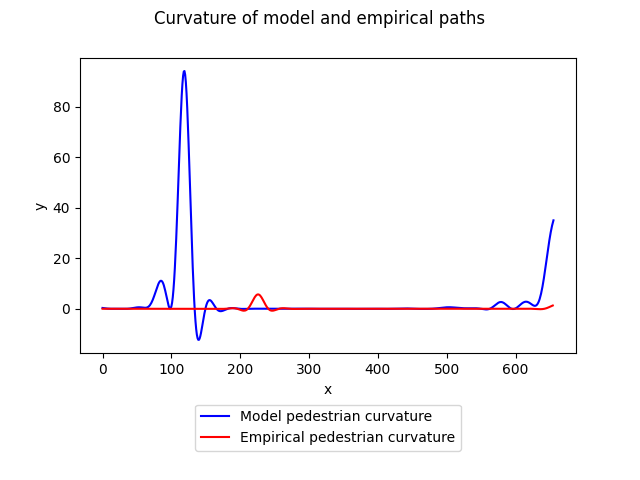 Curvature of model and empirical paths
80
60
40
20
0
y
0 100 200 300 400 500 600
x
Model pedestrian curvature
Empirical pedestrian curvature